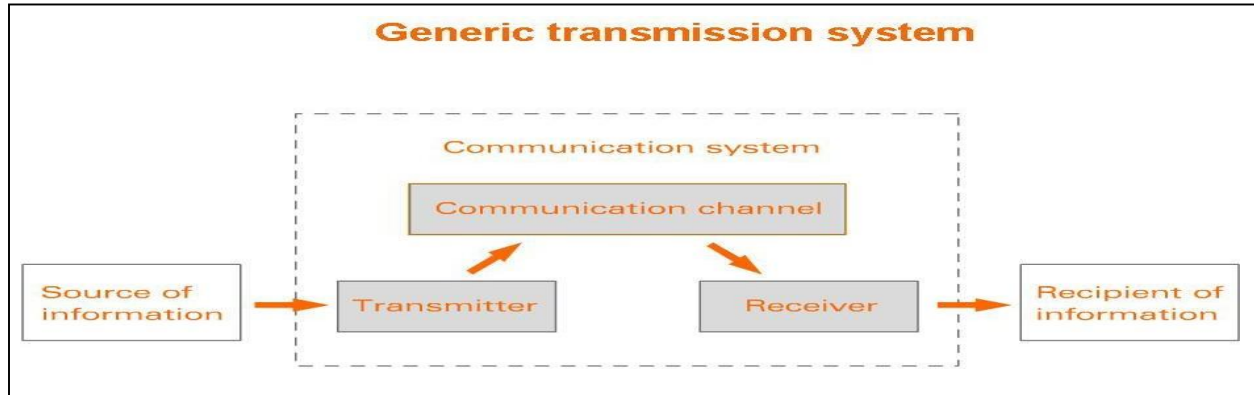 Generic transmission system
Communication system
Communication channel
Source of
information
Transmitter
Receiver
Recipient of
information